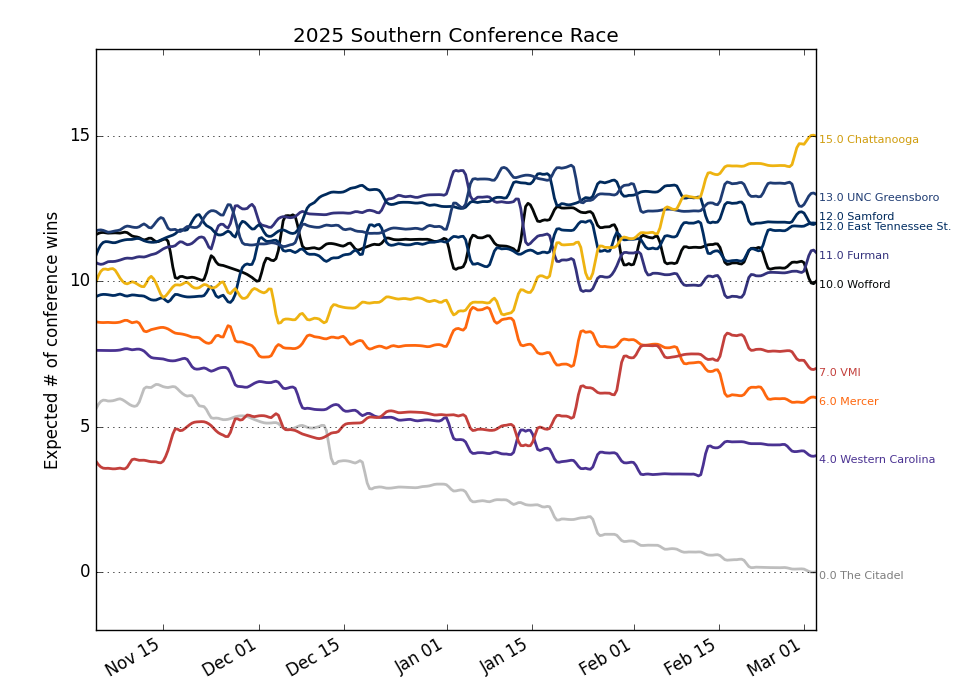 2025 Southern Conference Race
Expected # of conference wins
15
10
5
0
15.0 Chattanooga
13.0 UNC Greensboro
12.0 Samford
12.0 East Tennessee St.
11.0 Furman
10.0 Wofford
7.0 VMI
6.0 Mercer
4.0 Western Carolina
0.0 The Citadel
Nov 15
Dec 01
Dec 15
Jan 01
Jan 15
Feb 01
Feb 15
Mar 01